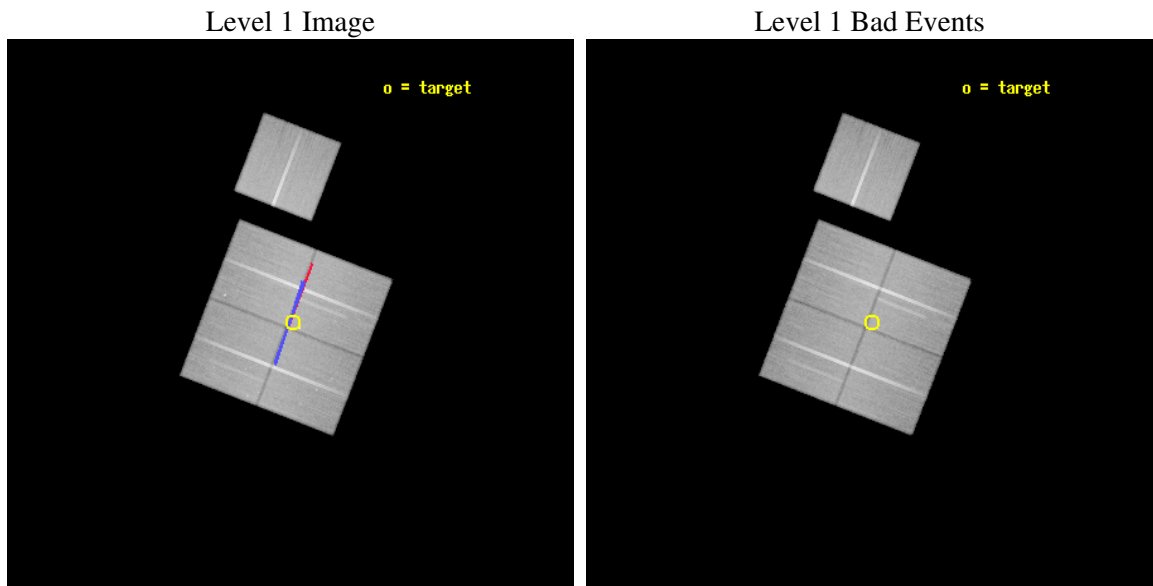 Level 1 Image
Level 1 Bad Events
o = target
o = target